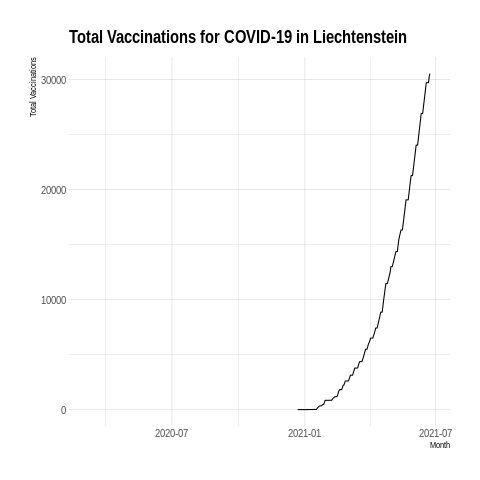 Total Vaccinations for COVID-19 in Liechtenstein
Total Vaccinations
30000
20000
10000
0
2020-07 2021-01 2021-07
Month